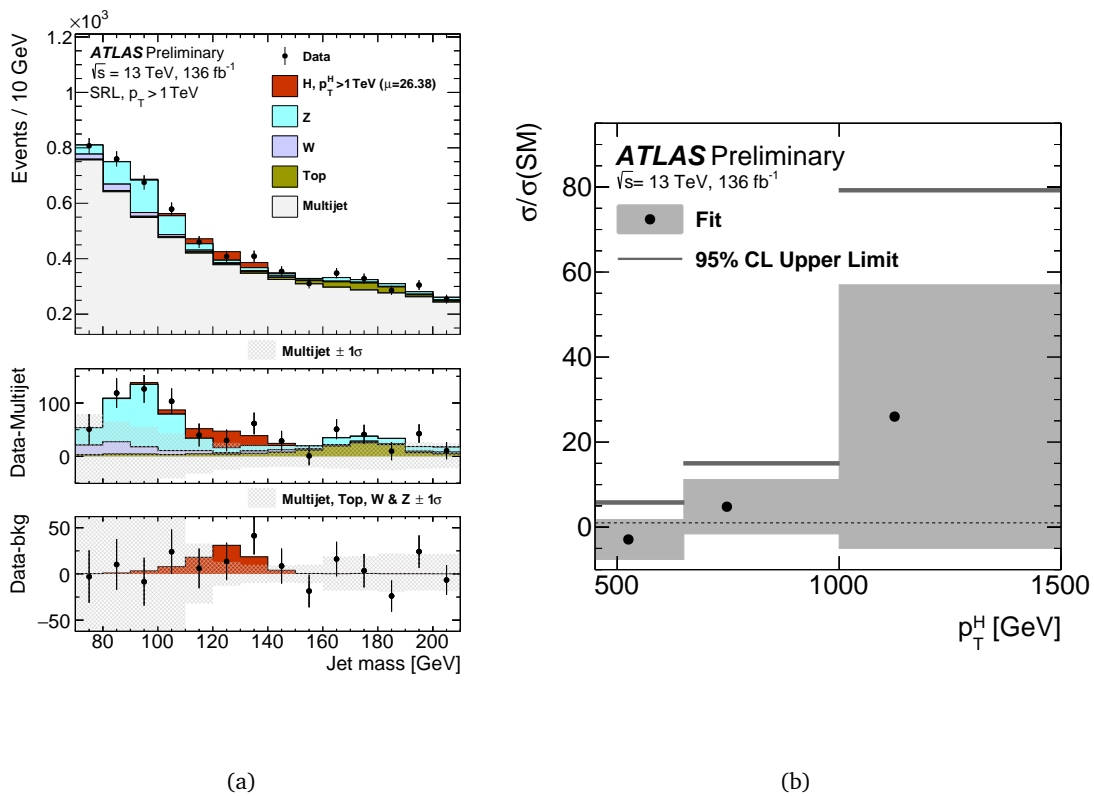 ×10³
1.2
1
0.8
0.6
0.4
0.2
Events / 10 GeV
ATLAS Preliminary
√s = 13 TeV, 136 fb⁻¹
SRL, p_T > 1 TeV
Data
H, p_T^H > 1 TeV (μ=26.38)
Z
W
Top
Multijet
Multijet ± 1σ
Data-Multijet
100
0
Multijet, Top, W & Z ± 1σ
Data-bkg
50
0
−50
80 100 120 140 160 180 200
Jet mass [GeV]
(a)
σ/σ(SM)
80
60
40
20
0
ATLAS Preliminary
√s= 13 TeV, 136 fb⁻¹
Fit
95% CL Upper Limit
500 1000 1500
p_T^H [GeV]
(b)